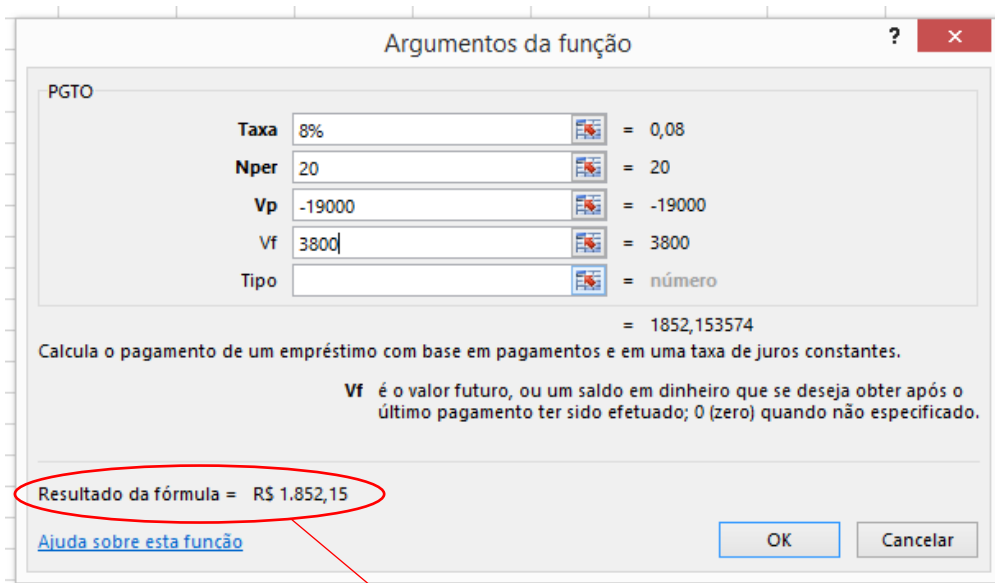 Argumentos da função
?
PGTO
Taxa 8% = 0,08
Nper 20 = 20
Vp -19000 = -19000
Vf 3800 = 3800
Tipo = número
= 1852,153574
Calcula o pagamento de um empréstimo com base em pagamentos e em uma taxa de juros constantes.
Vf é o valor futuro, ou um saldo em dinheiro que se deseja obter após o
último pagamento ter sido efetuado; 0 (zero) quando não especificado.
Resultado da fórmula = R$ 1.852,15
Ajuda sobre esta função OK Cancelar